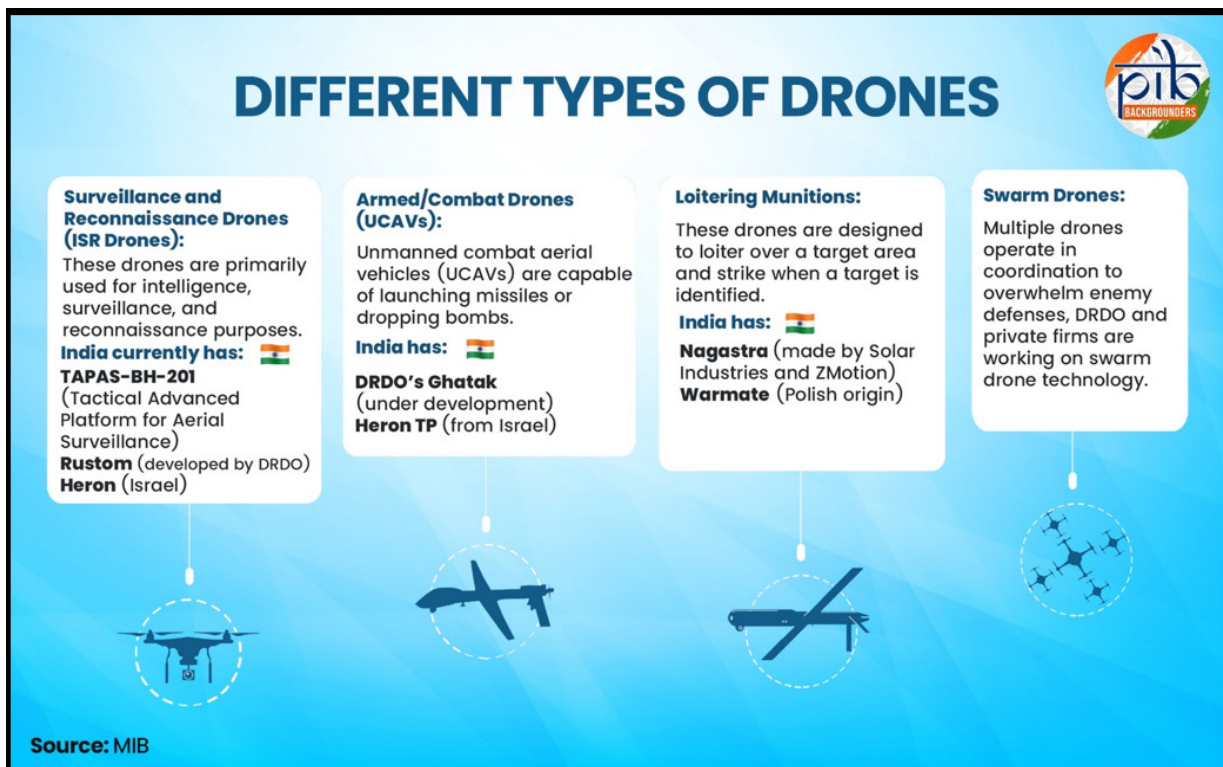 DIFFERENT TYPES OF DRONES
pib
BACKGROUNDERS
Surveillance and
Reconnaissance Drones
(ISR Drones):
These drones are primarily
used for intelligence,
surveillance, and
reconnaissance purposes.
India currently has:
TAPAS-BH-201
(Tactical Advanced
Platform for Aerial
Surveillance)
Rustom (developed by DRDO)
Heron (Israel)
Armed/Combat Drones
(UCAVs):
Unmanned combat aerial
vehicles (UCAVs) are capable
of launching missiles or
dropping bombs.
India has:
DRDO’s Ghatak
(under development)
Heron TP (from Israel)
Loitering Munitions:
These drones are designed
to loiter over a target area
and strike when a target is
identified.
India has:
Nagastra (made by Solar
Industries and ZMotion)
Warmate (Polish origin)
Swarm Drones:
Multiple drones
operate in
coordination to
overwhelm enemy
defenses, DRDO and
private firms are
working on swarm
drone technology.
Source: MIB